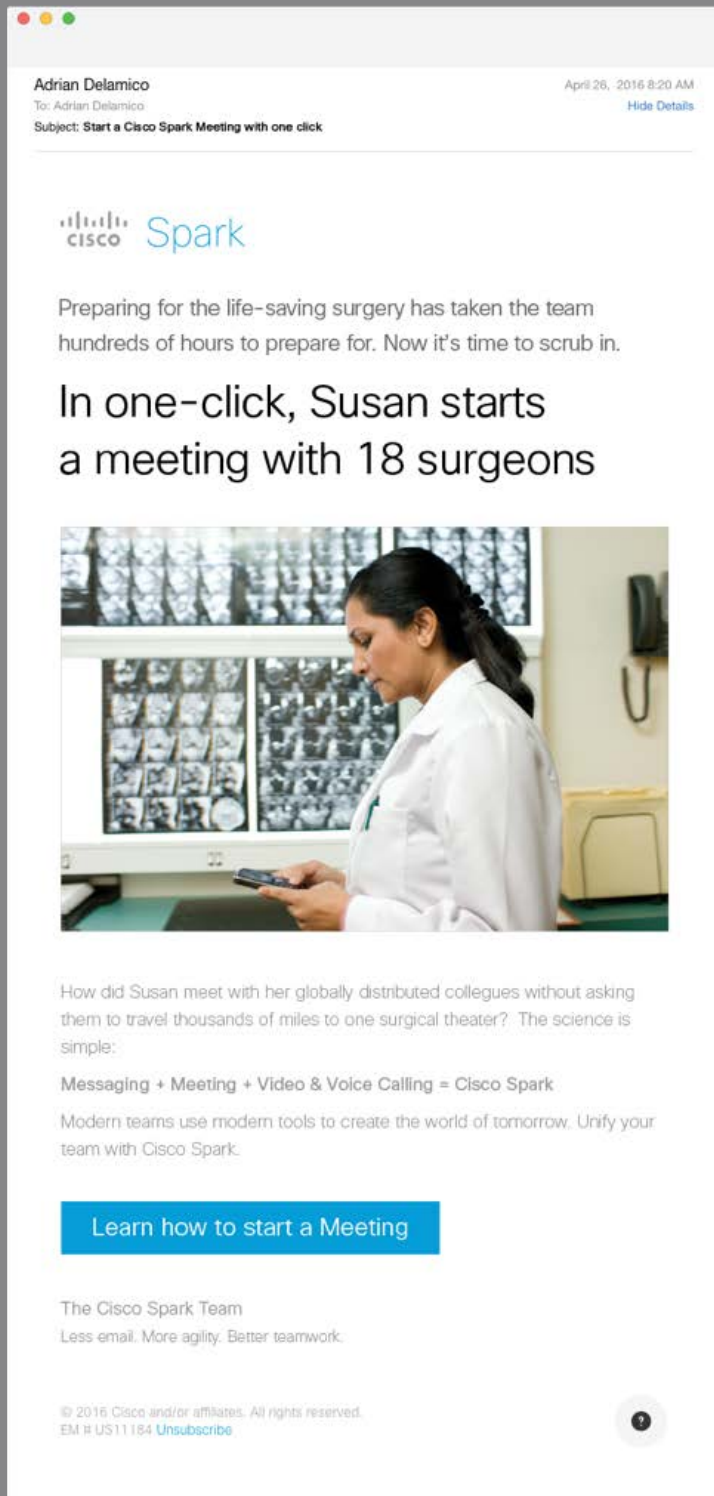 Adrian Delamico
April 26, 2016 8:20 AM
To: Adrian Delamico
Hide Details
Subject: Start a Cisco Spark Meeting with one click
cisco Spark
Preparing for the life-saving surgery has taken the team
hundreds of hours to prepare for. Now it's time to scrub in.
In one-click, Susan starts
a meeting with 18 surgeons
How did Susan meet with her globally distributed collegues without asking
them to travel thousands of miles to one surgical theater?  The science is
simple:
Messaging + Meeting + Video & Voice Calling = Cisco Spark
Modern teams use modern tools to create the world of tomorrow. Unify your
team with Cisco Spark.
Learn how to start a Meeting
The Cisco Spark Team
Less email. More agility. Better teamwork.
© 2016 Cisco and/or affiliates. All rights reserved.
EM # US11184 Unsubscribe
?